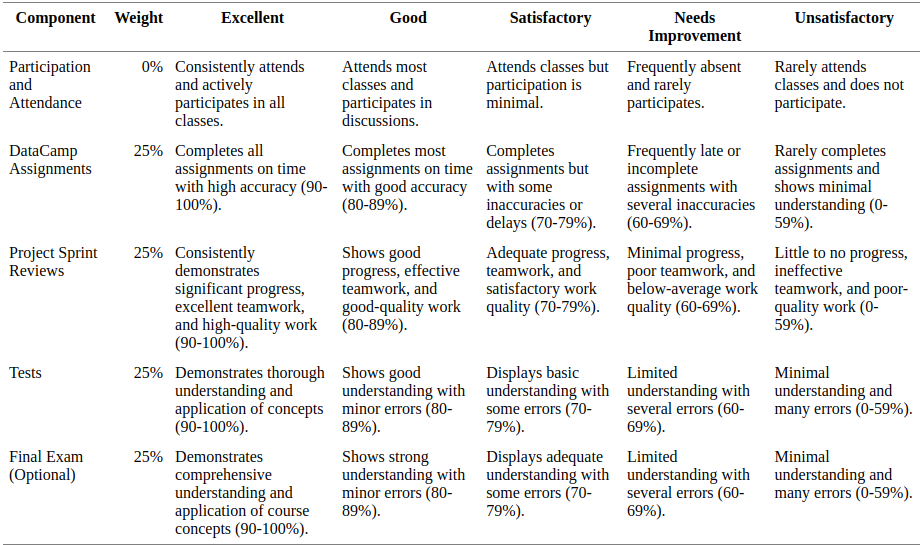 Component Weight Excellent Good Satisfactory Needs Improvement Unsatisfactory
Participation and Attendance 0% Consistently attends and actively participates in all classes. Attends most classes and participates in discussions. Attends classes but participation is minimal. Frequently absent and rarely participates. Rarely attends classes and does not participate.
DataCamp Assignments 25% Completes all assignments on time with high accuracy (90-100%). Completes most assignments on time with good accuracy (80-89%). Completes assignments but with some inaccuracies or delays (70-79%). Frequently late or incomplete assignments with several inaccuracies (60-69%). Rarely completes assignments and shows minimal understanding (0-59%).
Project Sprint Reviews 25% Consistently demonstrates significant progress, excellent teamwork, and high-quality work (90-100%). Shows good progress, effective teamwork, and good-quality work (80-89%). Adequate progress, teamwork, and satisfactory work quality (70-79%). Minimal progress, poor teamwork, and below-average work quality (60-69%). Little to no progress, ineffective teamwork, and poor-quality work (0-59%).
Tests 25% Demonstrates thorough understanding and application of concepts (90-100%). Shows good understanding with minor errors (80-89%). Displays basic understanding with some errors (70-79%). Limited understanding with several errors (60-69%). Minimal understanding and many errors (0-59%).
Final Exam (Optional) 25% Demonstrates comprehensive understanding and application of course concepts (90-100%). Shows strong understanding with minor errors (80-89%). Displays adequate understanding with some errors (70-79%). Limited understanding with several errors (60-69%). Minimal understanding and many errors (0-59%).